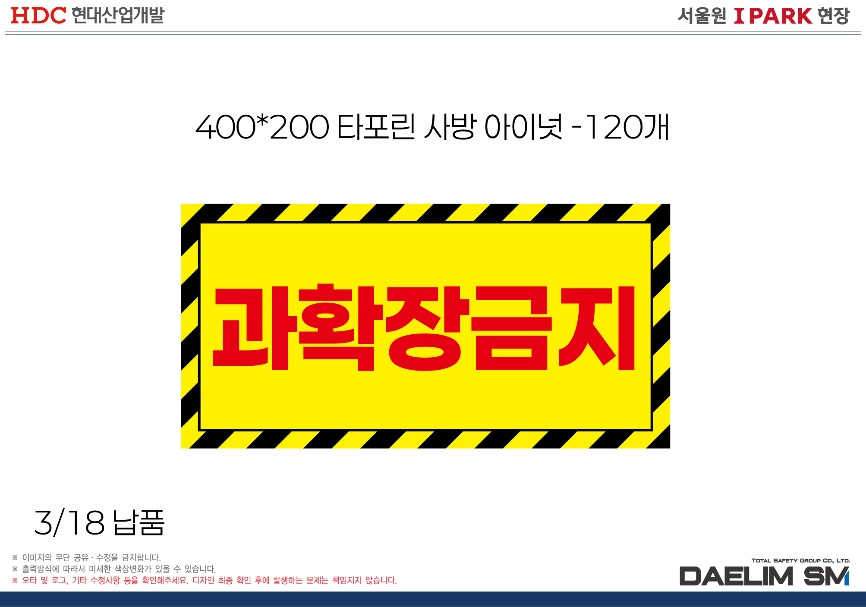 HDC 현대산업개발
서울원 I PARK 현장
400*200 타포린 사방 아이넛 -120개
과확장금지
3/18 납품
※ 이미지의 무단 공유 · 수정을 금지합니다.
※ 출력방식에 따라서 미세한 색상변화가 있을 수 있습니다.
※ 오타 및 로고, 기타 수정사항 등을 확인해주세요. 디자인 최종 확인 후에 발생하는 문제는 책임지지 않습니다.
TOTAL SAFETY GROUP CO., LTD.
DAELIM SM